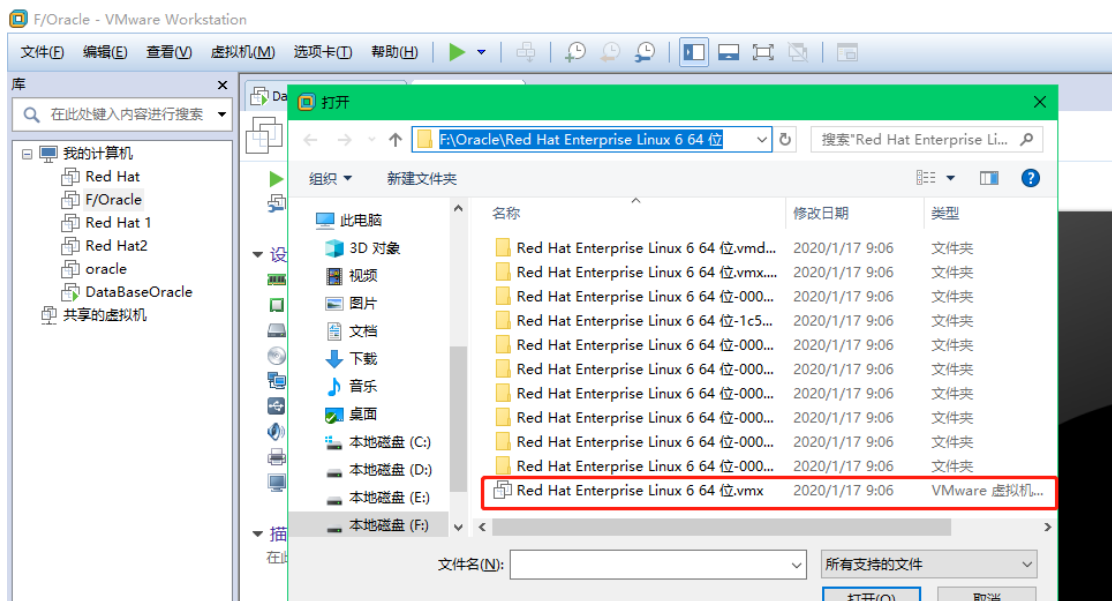 F/Oracle - VMware Workstation
文件(F) 编辑(E) 查看(V) 虚拟机(M) 选项卡(T) 帮助(H)
库
在此处键入内容进行搜索
我的计算机
Red Hat
F/Oracle
Red Hat 1
Red Hat2
oracle
DataBaseOracle
共享的虚拟机
Da
设
描
在此
打开
F:\Oracle\Red Hat Enterprise Linux 6 64 位
搜索"Red Hat Enterprise Li...
组织 新建文件夹
此电脑
3D 对象
视频
图片
文档
下载
音乐
桌面
本地磁盘 (C:)
本地磁盘 (D:)
本地磁盘 (E:)
本地磁盘 (F:)
名称 修改日期 类型
Red Hat Enterprise Linux 6 64 位.vmd... 2020/1/17 9:06 文件夹
Red Hat Enterprise Linux 6 64 位.vmx.... 2020/1/17 9:06 文件夹
Red Hat Enterprise Linux 6 64 位-000... 2020/1/17 9:06 文件夹
Red Hat Enterprise Linux 6 64 位-1c5... 2020/1/17 9:06 文件夹
Red Hat Enterprise Linux 6 64 位-000... 2020/1/17 9:06 文件夹
Red Hat Enterprise Linux 6 64 位-000... 2020/1/17 9:06 文件夹
Red Hat Enterprise Linux 6 64 位-000... 2020/1/17 9:06 文件夹
Red Hat Enterprise Linux 6 64 位-000... 2020/1/17 9:06 文件夹
Red Hat Enterprise Linux 6 64 位-000... 2020/1/17 9:06 文件夹
Red Hat Enterprise Linux 6 64 位-000... 2020/1/17 9:06 文件夹
Red Hat Enterprise Linux 6 64 位.vmx 2020/1/17 9:06 VMware 虚拟机...
文件名(N): 所有支持的文件
打开(O) 取消